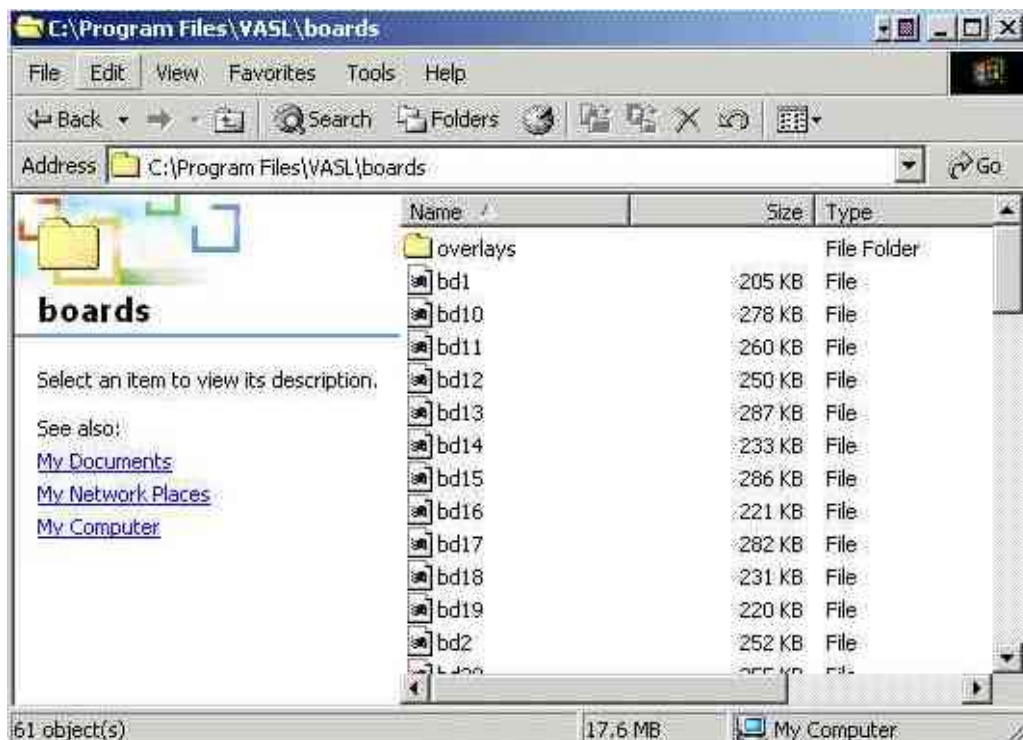 C:\Program Files\VASL\boards
File Edit View Favorites Tools Help
Back Search Folders
Address C:\Program Files\VASL\boards Go
boards
Select an item to view its description.
See also:
My Documents
My Network Places
My Computer
Name Size Type
overlays File Folder
bd1 205 KB File
bd10 278 KB File
bd11 260 KB File
bd12 250 KB File
bd13 287 KB File
bd14 233 KB File
bd15 286 KB File
bd16 221 KB File
bd17 282 KB File
bd18 231 KB File
bd19 220 KB File
bd2 252 KB File
61 object(s) 17.6 MB My Computer